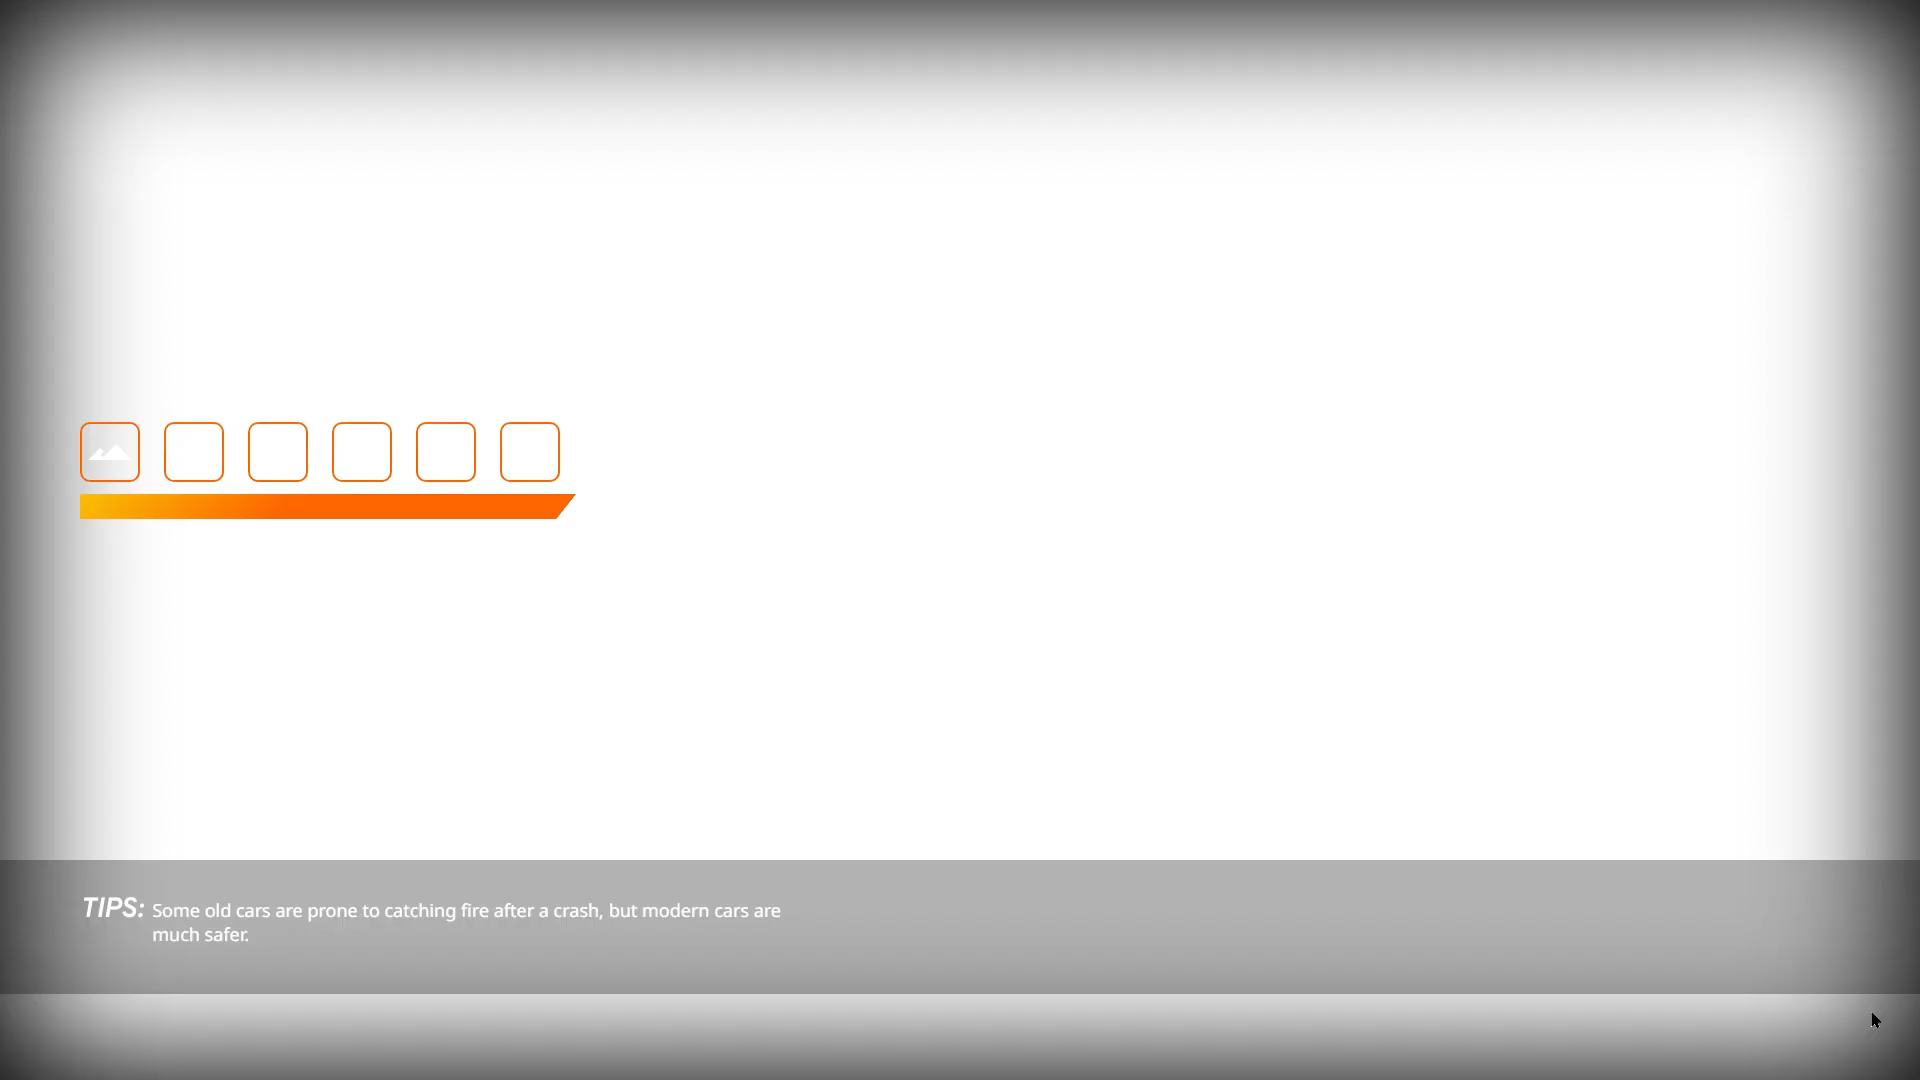 TIPS: Some old cars are prone to catching fire after a crash, but modern cars are
much safer.